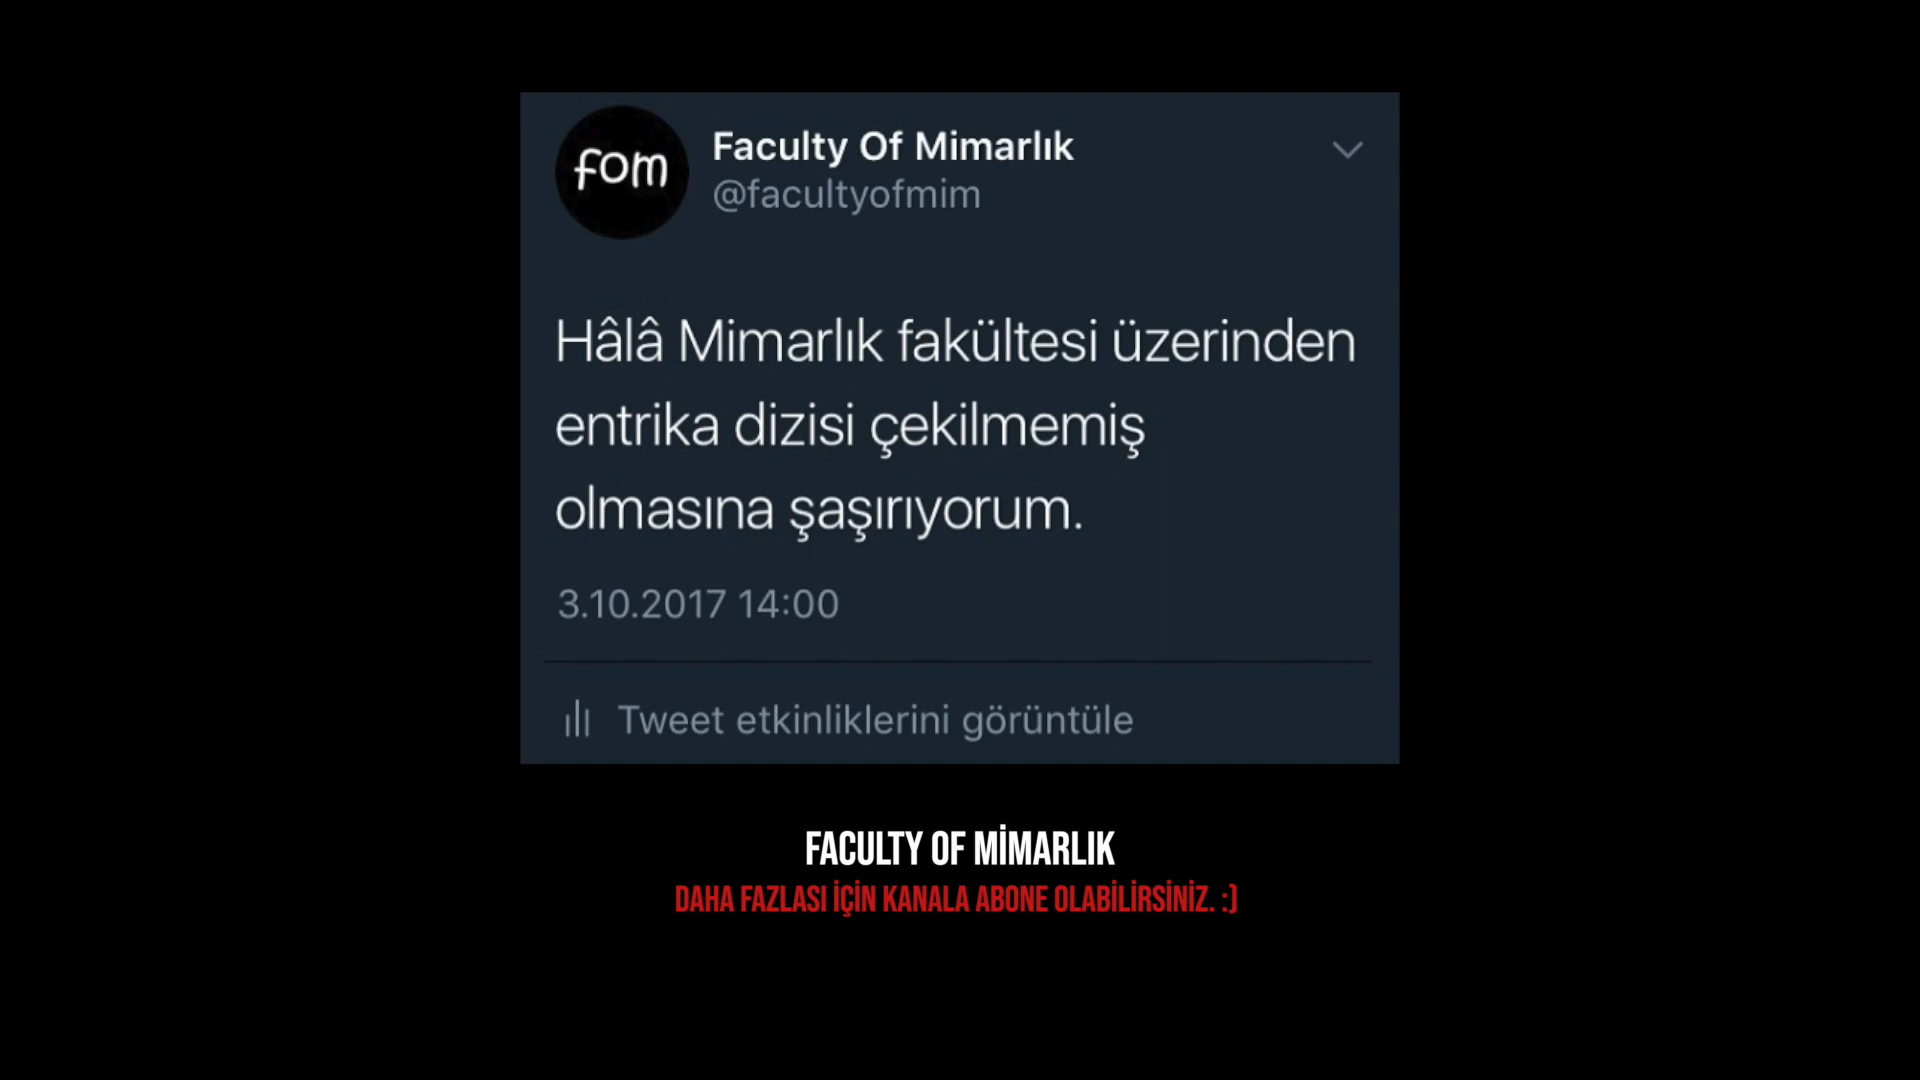 fom
Faculty Of Mimarlık
@facultyofmim
Hâlâ Mimarlık fakültesi üzerinden
entrika dizisi çekilmemiş
olmasına şaşırıyorum.
3.10.2017 14:00
Tweet etkinliklerini görüntüle
FACULTY OF MİMARLIK
DAHA FAZLASI İÇİN KANALA ABONE OLABİLİRSİNİZ. :)